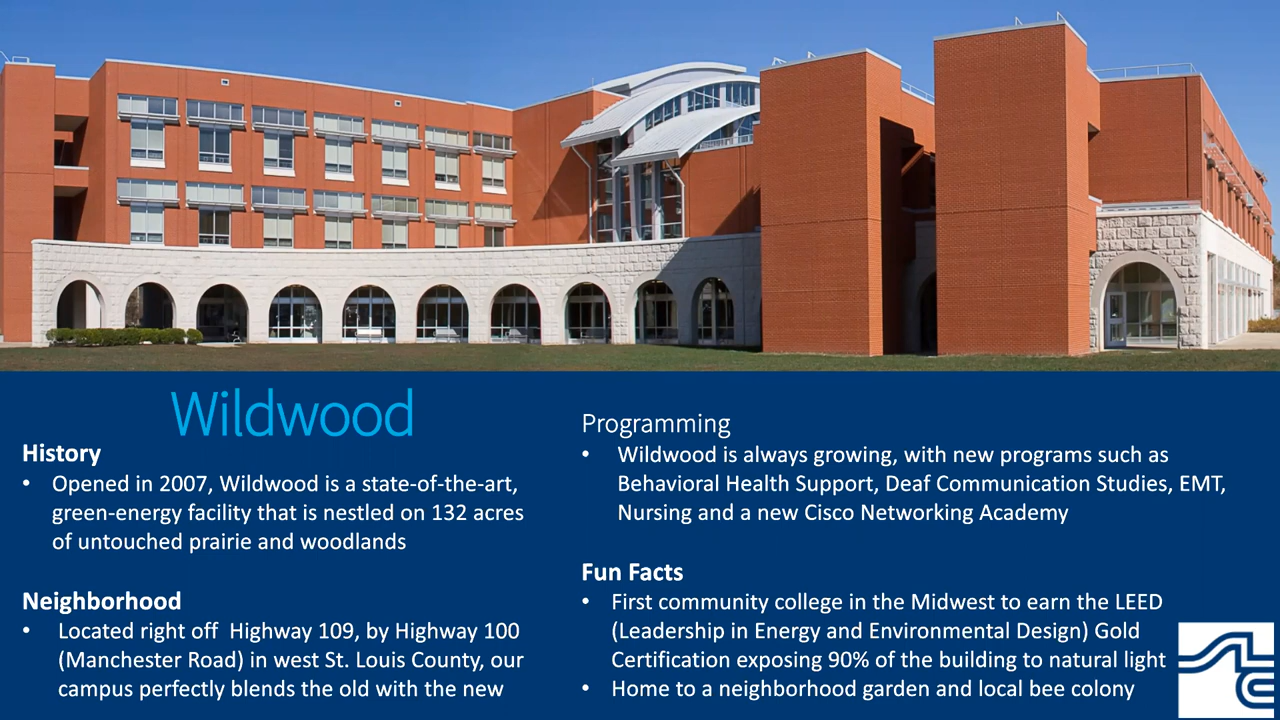 Wildwood
History
• Opened in 2007, Wildwood is a state-of-the-art,
green-energy facility that is nestled on 132 acres
of untouched prairie and woodlands
Neighborhood
• Located right off  Highway 109, by Highway 100
(Manchester Road) in west St. Louis County, our
campus perfectly blends the old with the new
Programming
• Wildwood is always growing, with new programs such as
Behavioral Health Support, Deaf Communication Studies, EMT,
Nursing and a new Cisco Networking Academy
Fun Facts
• First community college in the Midwest to earn the LEED
(Leadership in Energy and Environmental Design) Gold
Certification exposing 90% of the building to natural light
• Home to a neighborhood garden and local bee colony